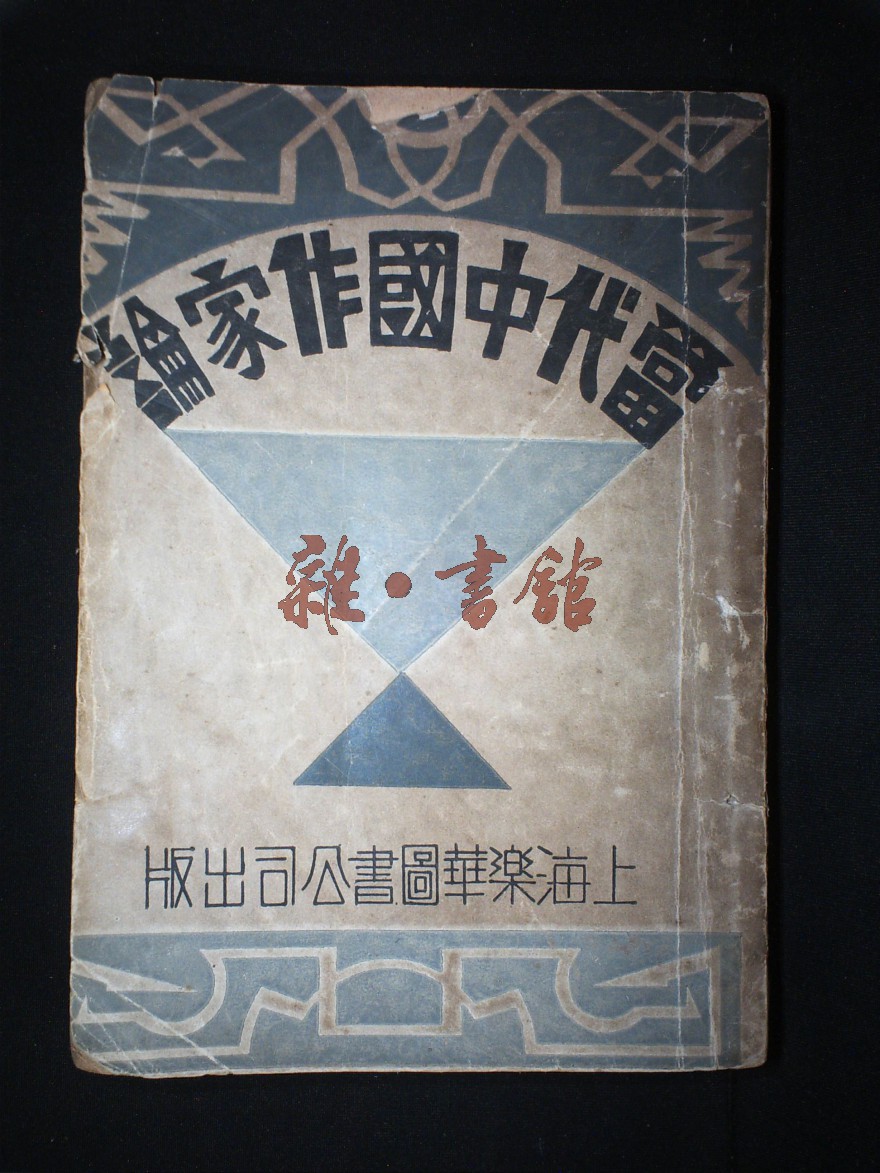 當代中國作家論
雜·書館
上海樂華圖書公司出版